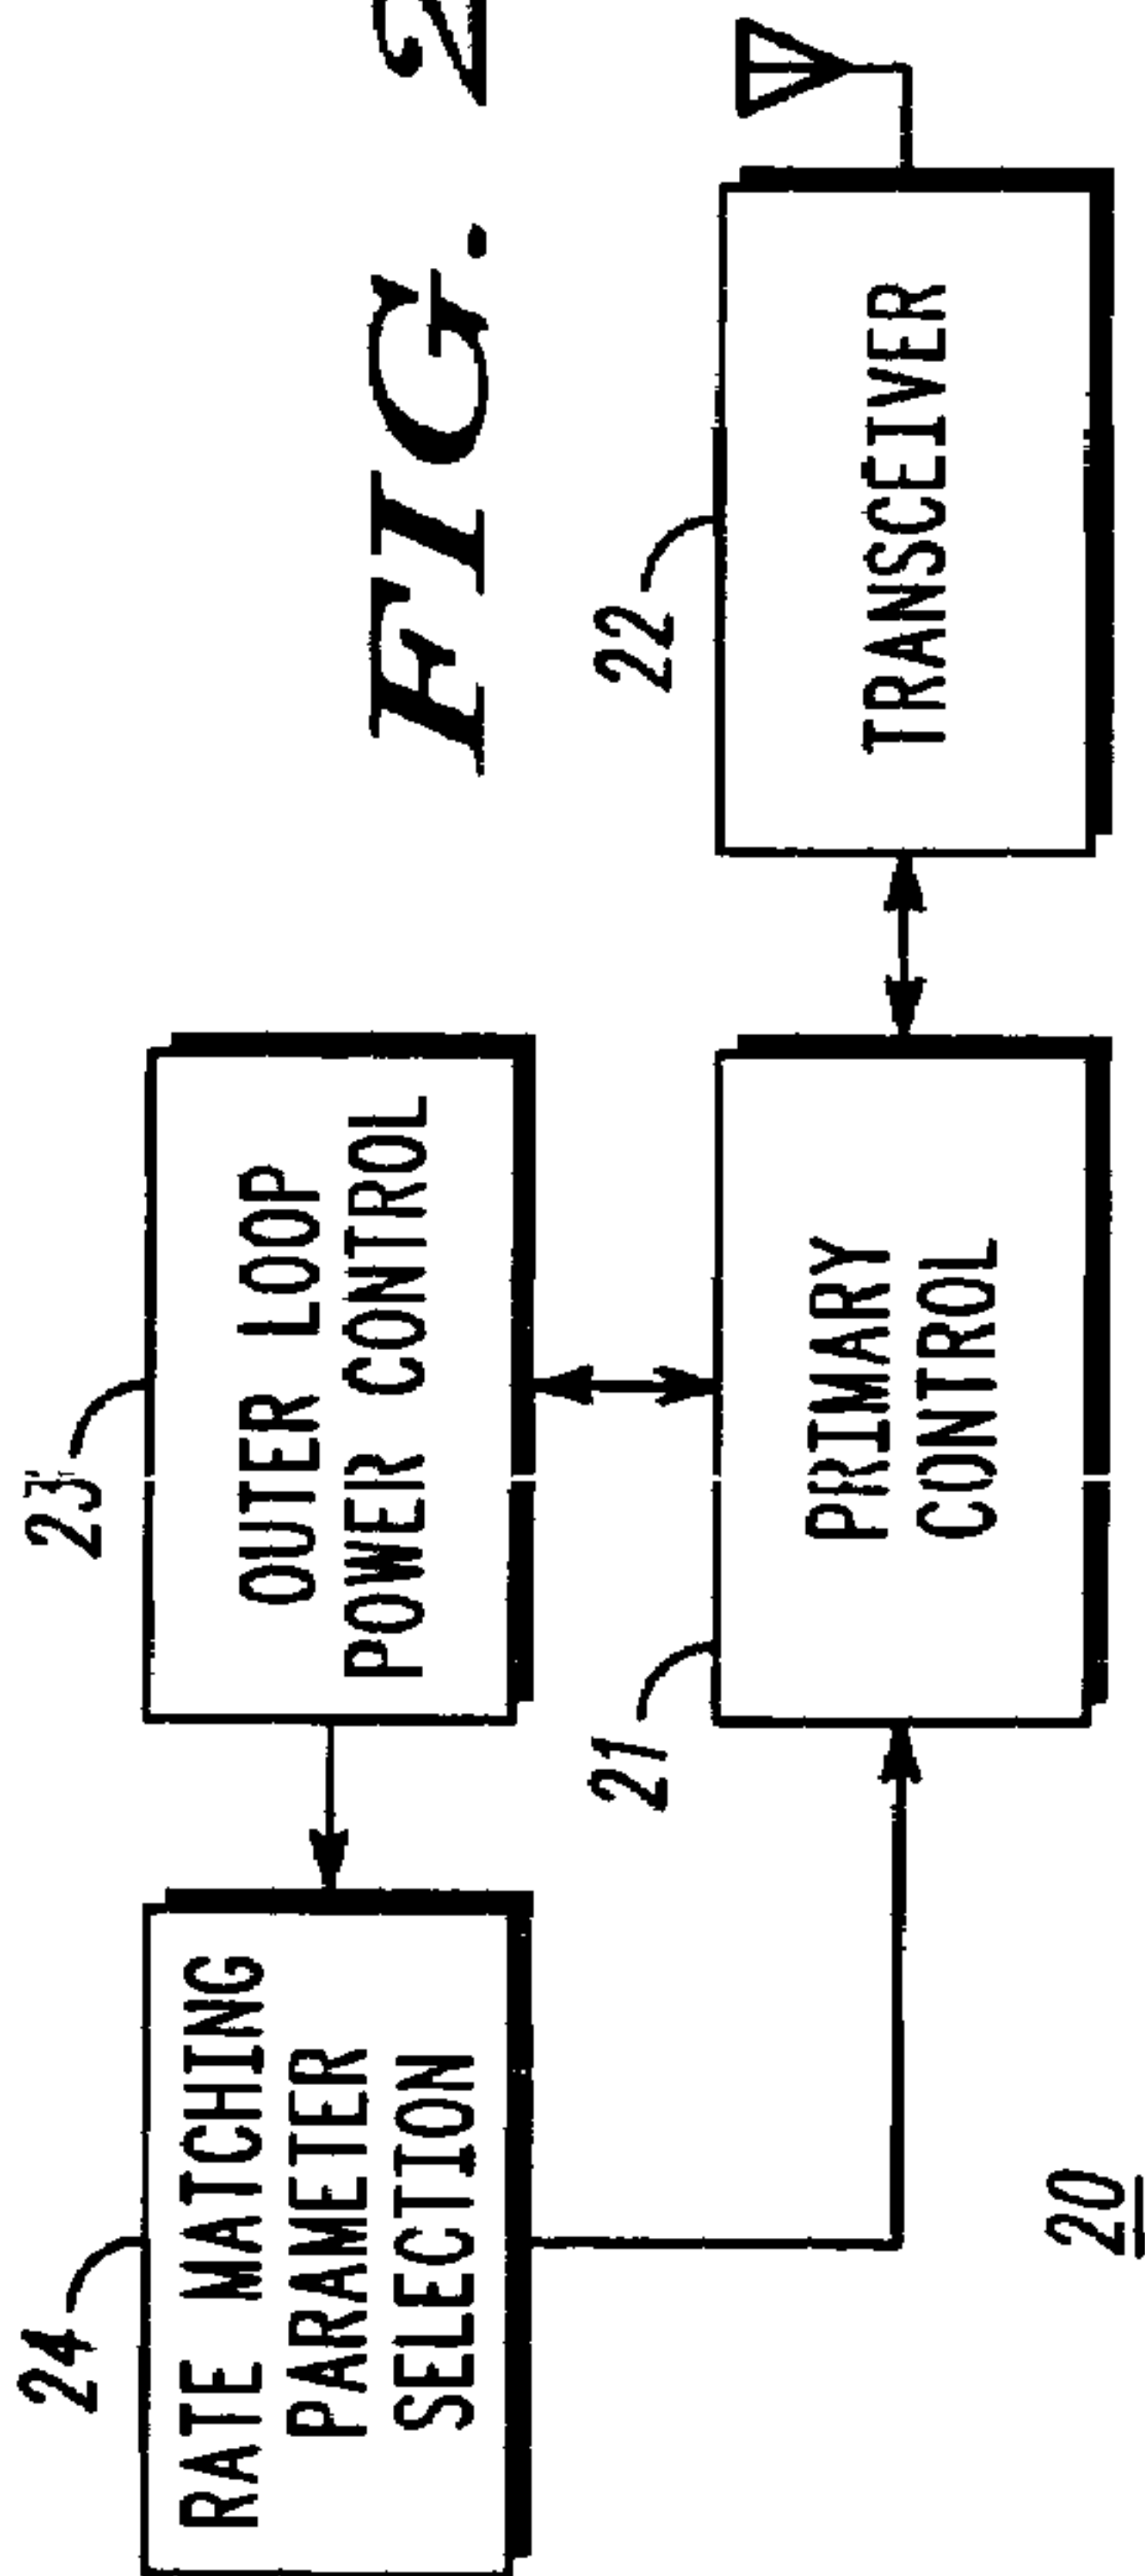 FIG. 2
24
RATE MATCHING
PARAMETER
SELECTION
23
OUTER LOOP
POWER CONTROL
21
PRIMARY
CONTROL
22
TRANSCEIVER
20